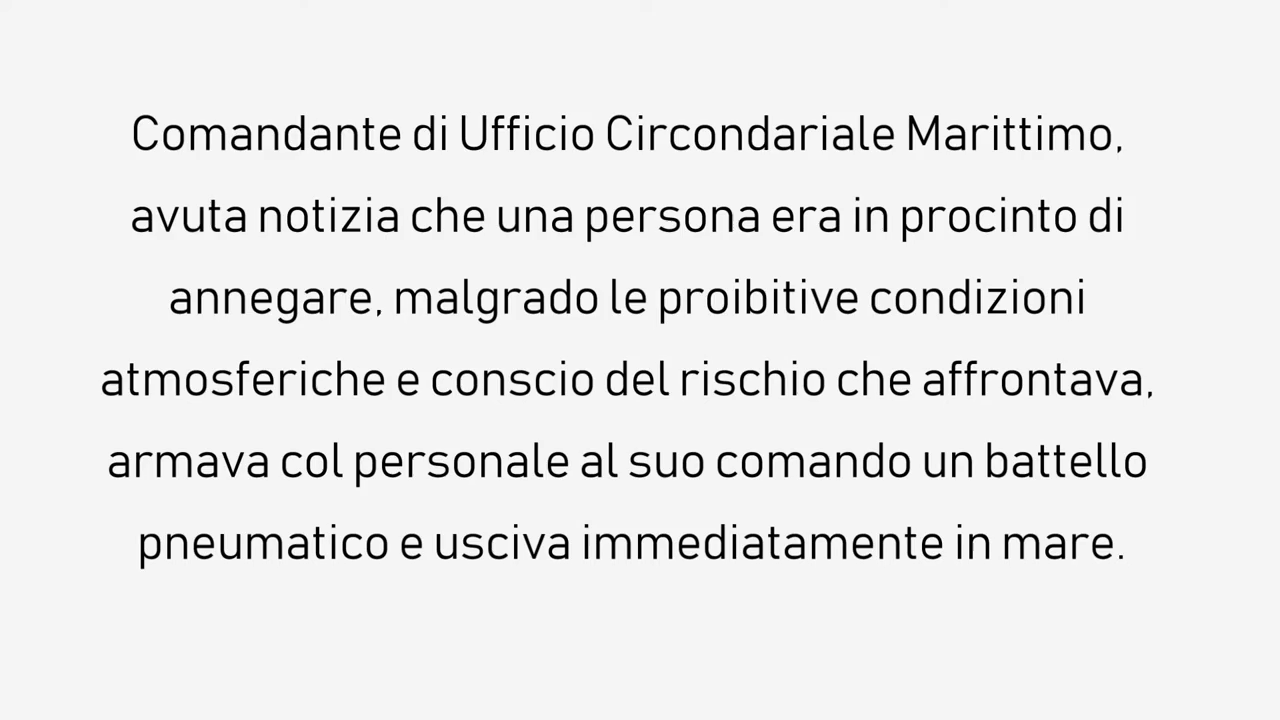 Comandante di Ufficio Circondariale Marittimo,
avuta notizia che una persona era in procinto di
annegare, malgrado le proibitive condizioni
atmosferiche e conscio del rischio che affrontava,
armava col personale al suo comando un battello
pneumatico e usciva immediatamente in mare.